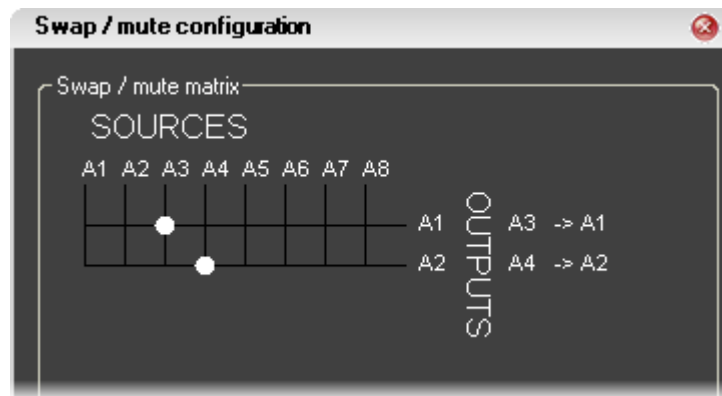 Swap / mute configuration
Swap / mute matrix
SOURCES
A1 A2 A3 A4 A5 A6 A7 A8
A1 A3 -> A1
A2 A4 -> A2
OUTPUTS